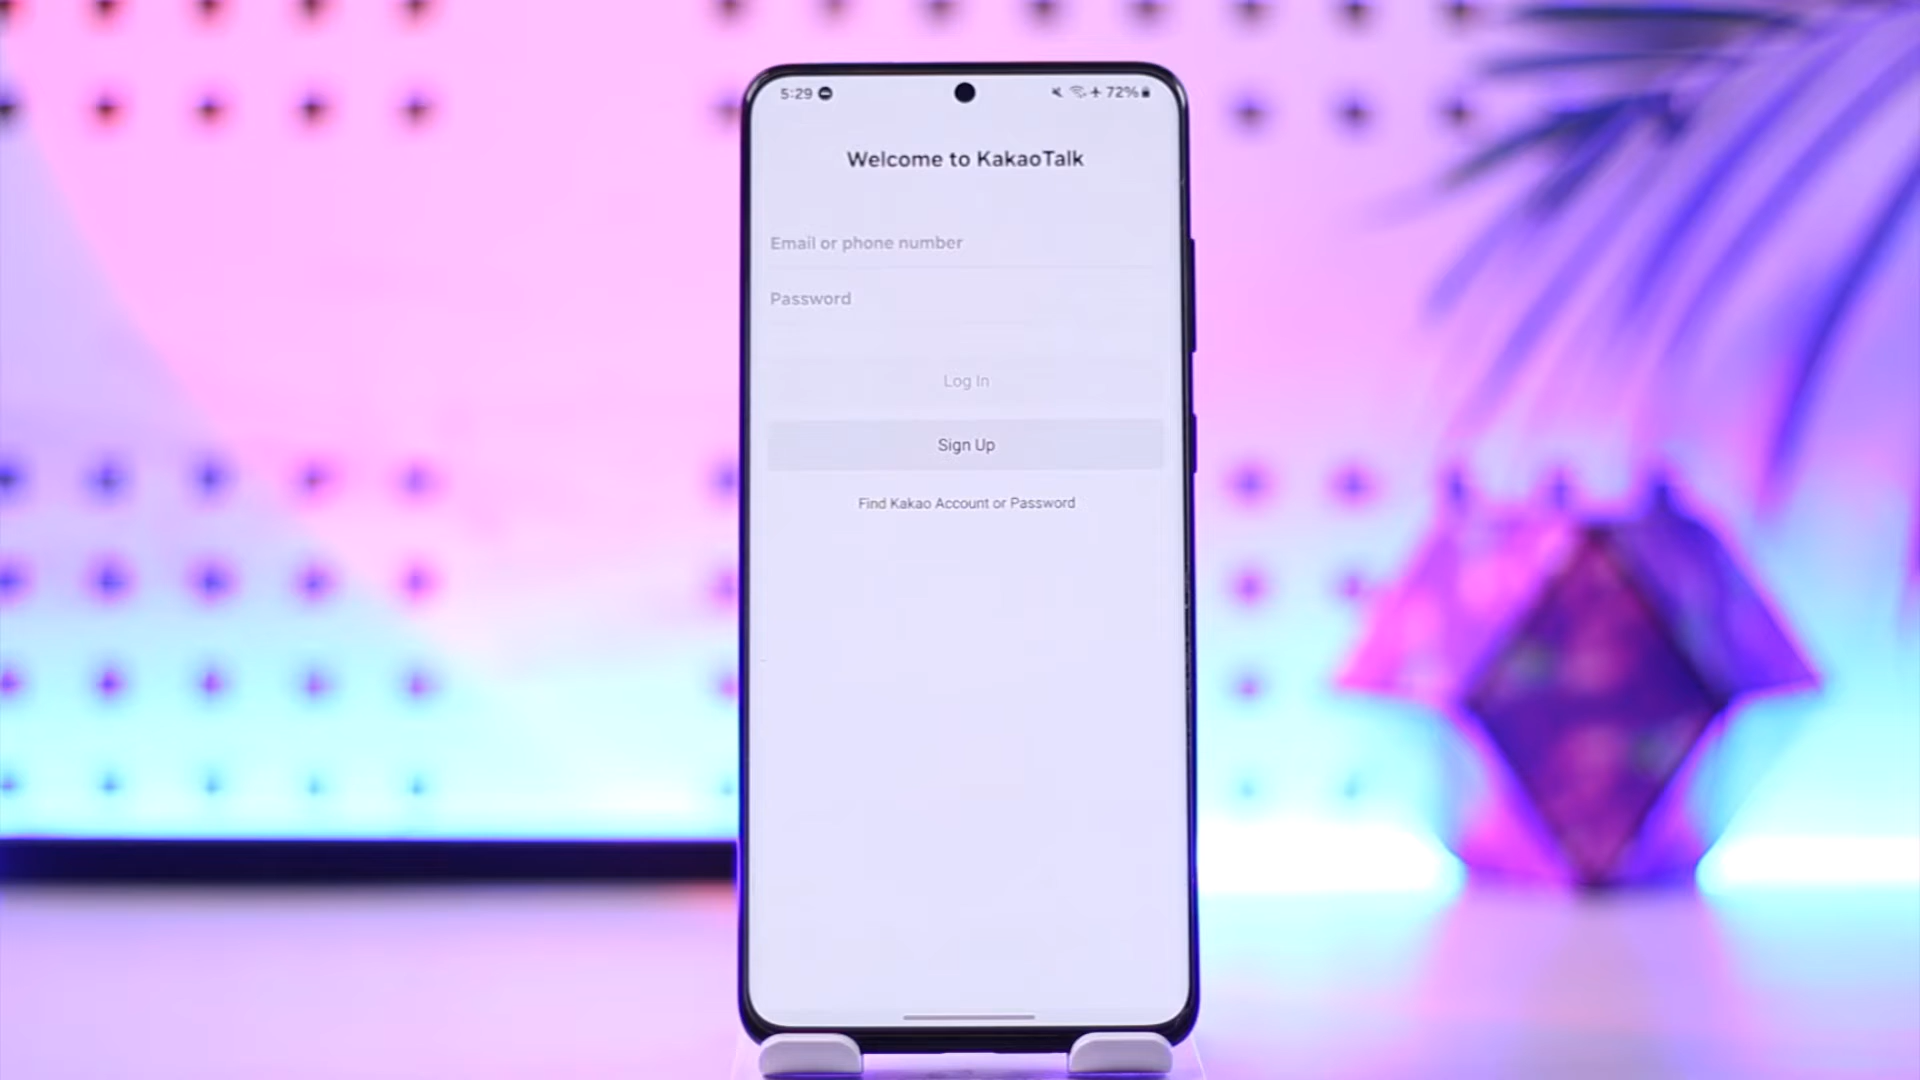 5:29
72%
Welcome to KakaoTalk
Email or phone number
Password
Log In
Sign Up
Find Kakao Account or Password